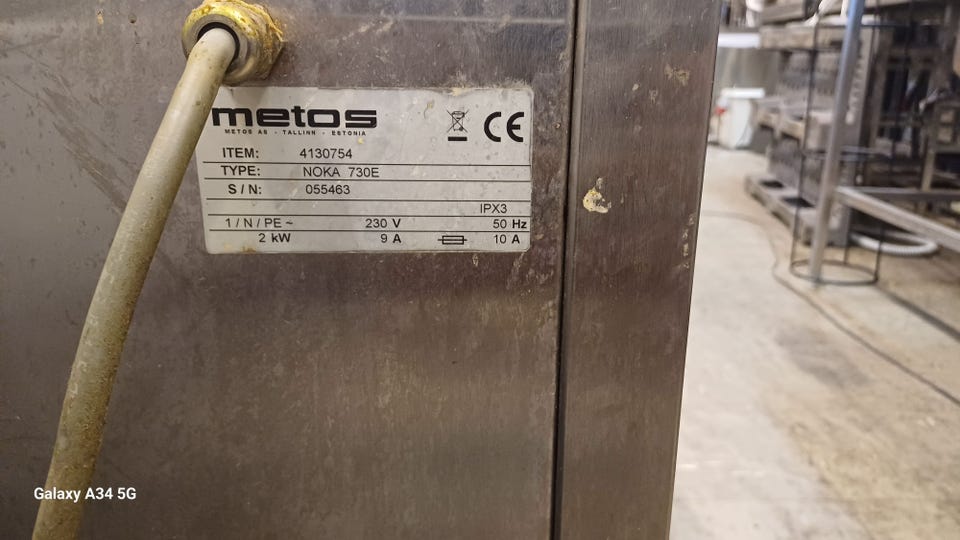 metos
METOS AS - TALLINN - ESTONIA
CE
ITEM: 4130754
TYPE: NOKA 730E
S / N: 055463
IPX3
1 / N / PE ~ 230 V 50 Hz
2 kW 9 A 10 A
Galaxy A34 5G